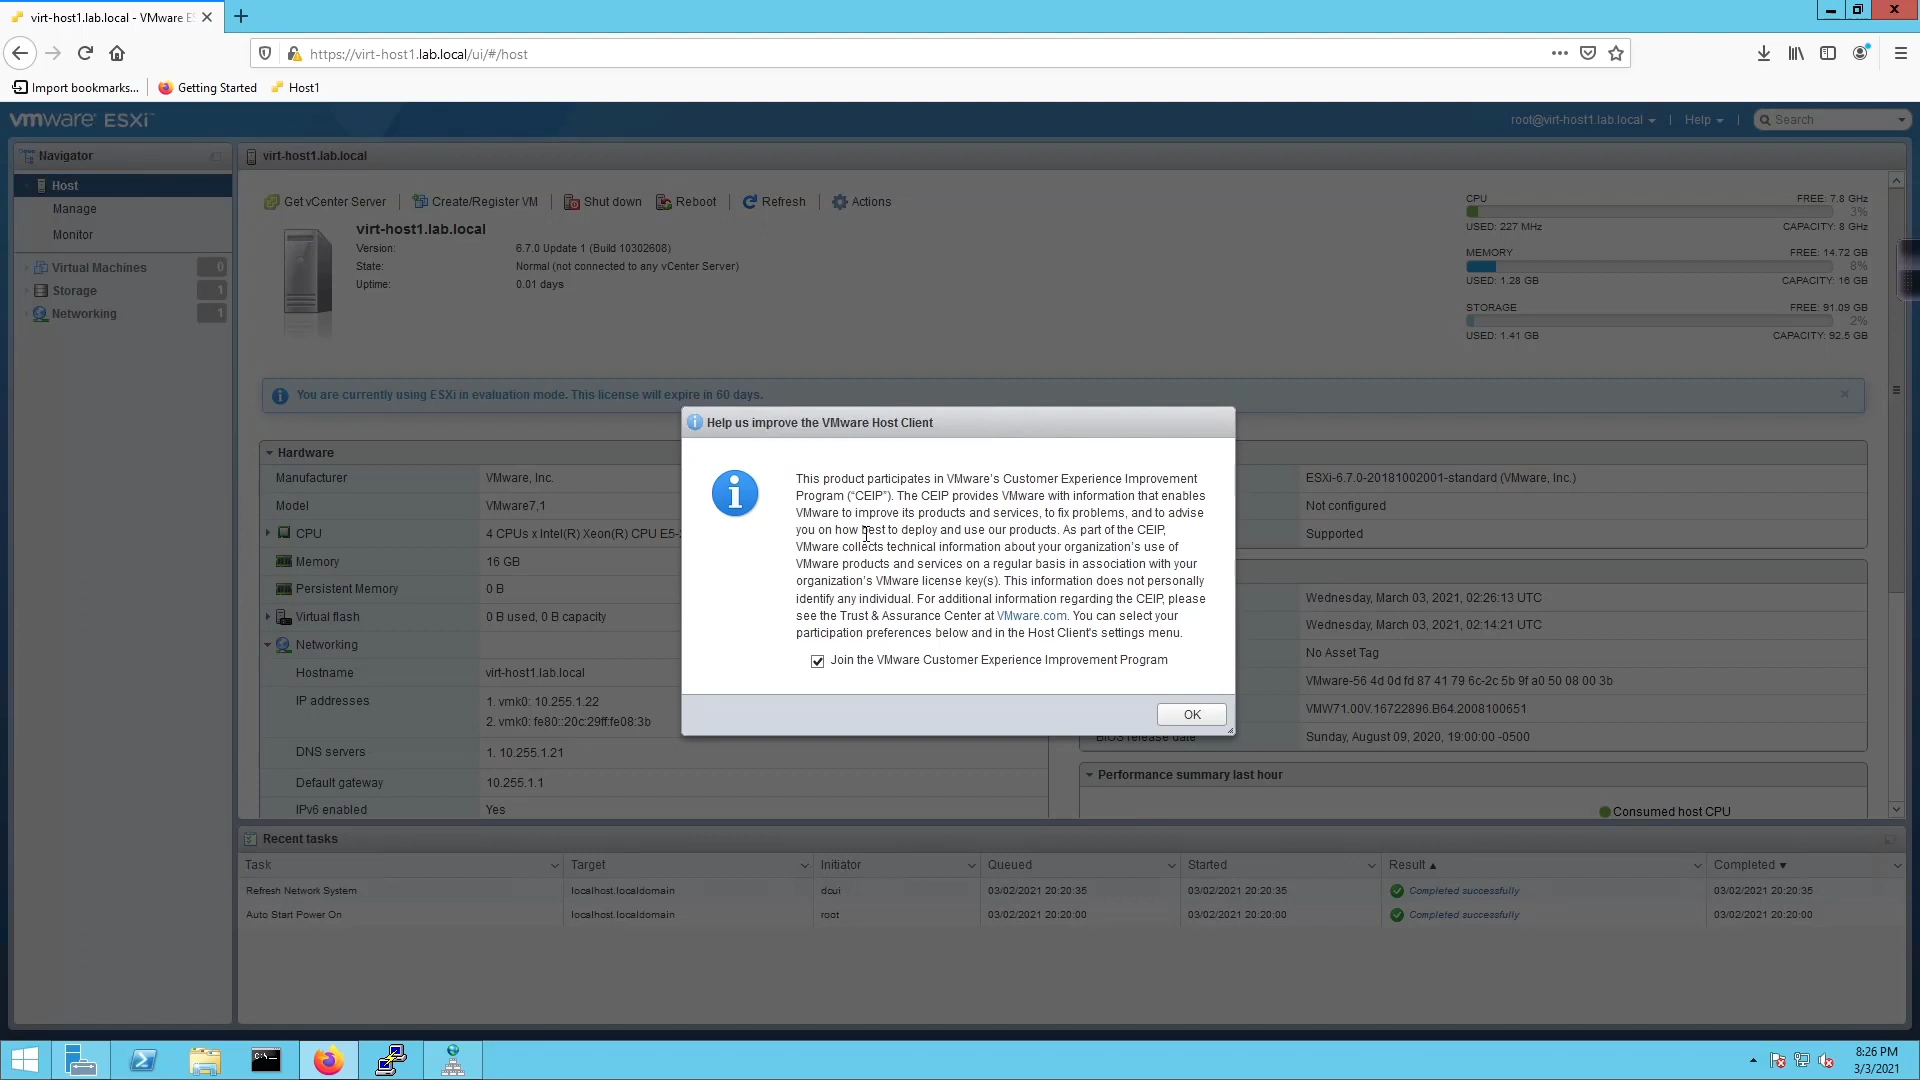 virt-host1.lab.local - VMware ES
https://virt-host1.lab.local/ui/#/host
Import bookmarks...
Getting Started
Host1
vmware ESXi™
root@virt-host1.lab.local
Help
Search
Navigator
Host
Manage
Monitor
Virtual Machines 0
Storage 1
Networking 1
virt-host1.lab.local
Get vCenter Server
Create/Register VM
Shut down
Reboot
Refresh
Actions
virt-host1.lab.local
Version: 6.7.0 Update 1 (Build 10302608)
State: Normal (not connected to any vCenter Server)
Uptime: 0.01 days
CPU FREE: 7.8 GHz
3%
USED: 227 MHz CAPACITY: 8 GHz
MEMORY FREE: 14.72 GB
8%
USED: 1.28 GB CAPACITY: 16 GB
STORAGE FREE: 91.09 GB
2%
USED: 1.41 GB CAPACITY: 92.5 GB
You are currently using ESXi in evaluation mode. This license will expire in 60 days.
Help us improve the VMware Host Client
This product participates in VMware's Customer Experience Improvement
Program (“CEIP”). The CEIP provides VMware with information that enables
VMware to improve its products and services, to fix problems, and to advise
you on how best to deploy and use our products. As part of the CEIP,
VMware collects technical information about your organization's use of
VMware products and services on a regular basis in association with your
organization's VMware license key(s). This information does not personally
identify any individual. For additional information regarding the CEIP, please
see the Trust & Assurance Center at VMware.com. You can select your
participation preferences below and in the Host Client's settings menu.
Join the VMware Customer Experience Improvement Program
OK
Hardware
Manufacturer VMware, Inc.
Model VMware7,1
CPU 4 CPUs x Intel(R) Xeon(R) CPU E5-
Memory 16 GB
Persistent Memory 0 B
Virtual flash 0 B used, 0 B capacity
Networking
Hostname virt-host1.lab.local
IP addresses 1. vmk0: 10.255.1.22
2. vmk0: fe80::20c:29ff:fe08:3b
DNS servers 1. 10.255.1.21
Default gateway 10.255.1.1
IPv6 enabled Yes
ESXi-6.7.0-20181002001-standard (VMware, Inc.)
Not configured
Supported
Wednesday, March 03, 2021, 02:26:13 UTC
Wednesday, March 03, 2021, 02:14:21 UTC
No Asset Tag
VMware-56 4d 0d fd 87 41 79 6c-2c 5b 9f a0 50 08 00 3b
VMW71.00V.16722896.B64.2008100651
BIOS release date Sunday, August 09, 2020, 19:00:00 -0500
Performance summary last hour
Consumed host CPU
Recent tasks
Task Target Initiator Queued Started Result Completed
Refresh Network System localhost.localdomain dcui 03/02/2021 20:20:35 03/02/2021 20:20:35 Completed successfully 03/02/2021 20:20:35
Auto Start Power On localhost.localdomain root 03/02/2021 20:20:00 03/02/2021 20:20:00 Completed successfully 03/02/2021 20:20:00
8:26 PM
3/3/2021